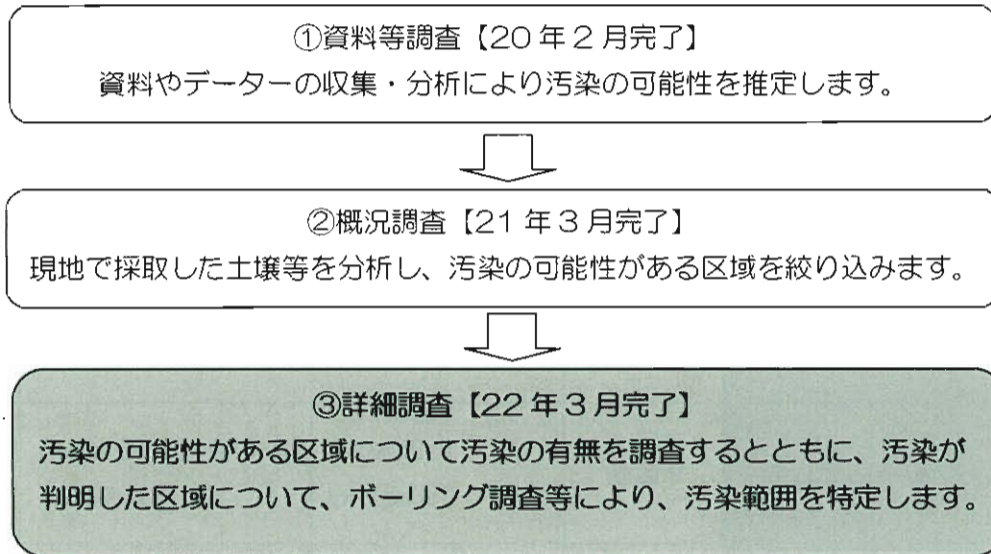 ①資料等調査【20年2月完了】
資料やデーターの収集・分析により汚染の可能性を推定します。
②概況調査【21年3月完了】
現地で採取した土壌等を分析し、汚染の可能性がある区域を絞り込みます。
③詳細調査【22年3月完了】
汚染の可能性がある区域について汚染の有無を調査するとともに、汚染が
判明した区域について、ボーリング調査等により、汚染範囲を特定します。